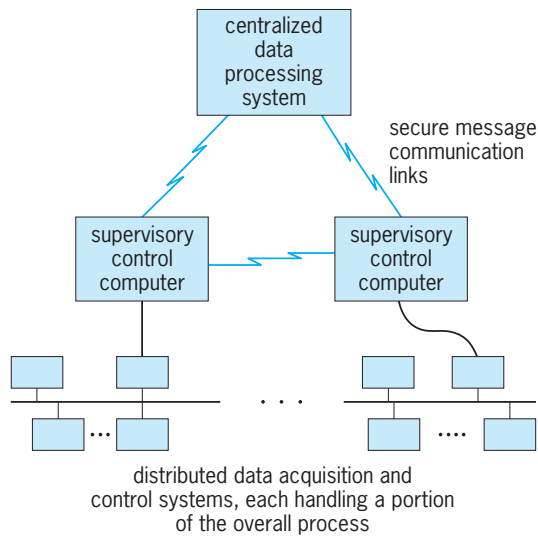 centralized
data
processing
system
secure message
communication
links
supervisory
control
computer
supervisory
control
computer
distributed data acquisition and
control systems, each handling a portion
of the overall process